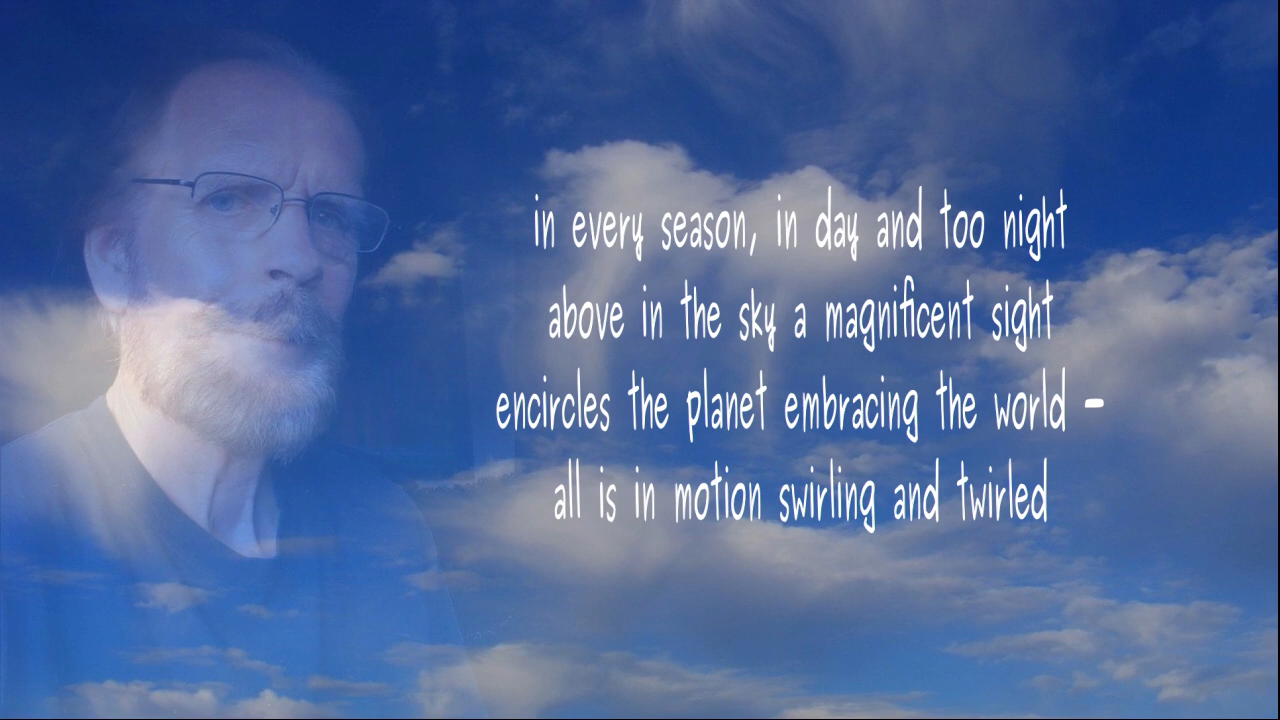 in every season, in day and too night
above in the sky a magnificent sight
encircles the planet embracing the world -
all is in motion swirling and twirled